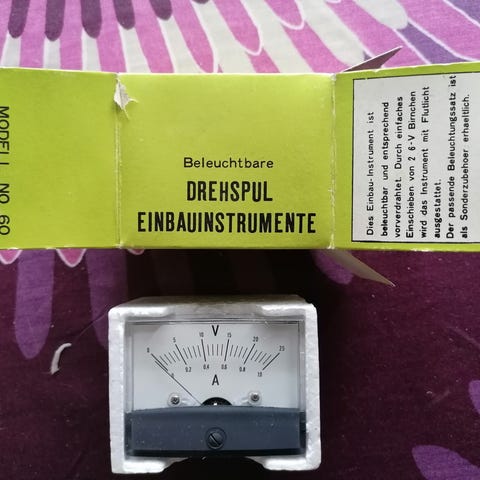 MODELL NO 60
Beleuchtbare
DREHSPUL
EINBAUINSTRUMENTE
Dies Einbau-Instrument ist
beleuchtbar und entsprechend
vorverdrahtet. Durch einfaches
Einschieben von 2 6-V Birnchen
wird das Instrument mit Flutlicht
ausgestattet.
Der passende Beleuchtungssatz ist
als Sonderzubehoer erhaeltlich.
V
0 5 10 15 20 25
0 0.2 0.4 0.6 0.8 10
A